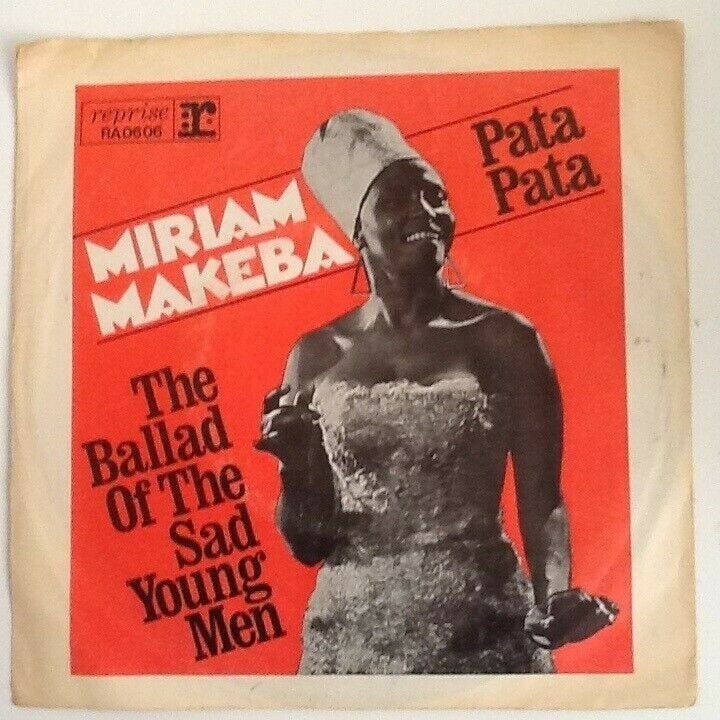 reprise
RA0606
r:
Pata
Pata
MIRIAM
MAKEBA
The
Ballad
Of The
Sad
Young
Men